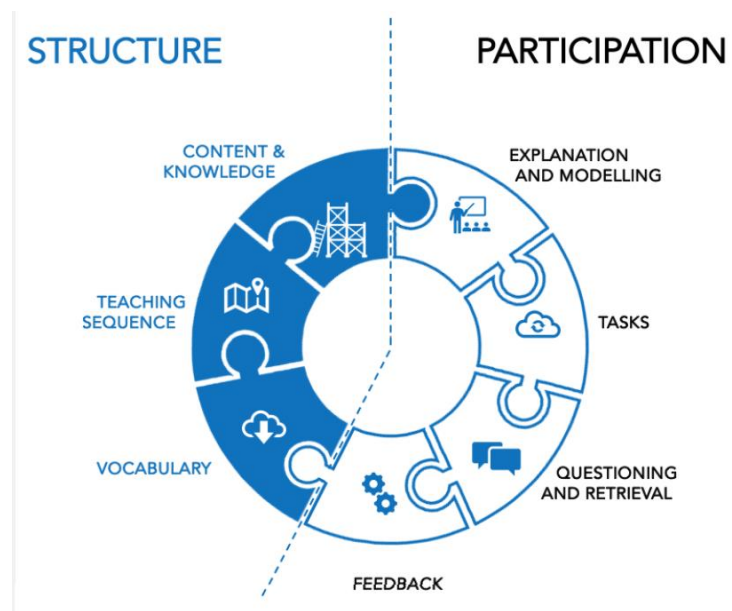 STRUCTURE
PARTICIPATION
CONTENT &
KNOWLEDGE
EXPLANATION
AND MODELLING
TEACHING
SEQUENCE
TASKS
VOCABULARY
QUESTIONING
AND RETRIEVAL
FEEDBACK